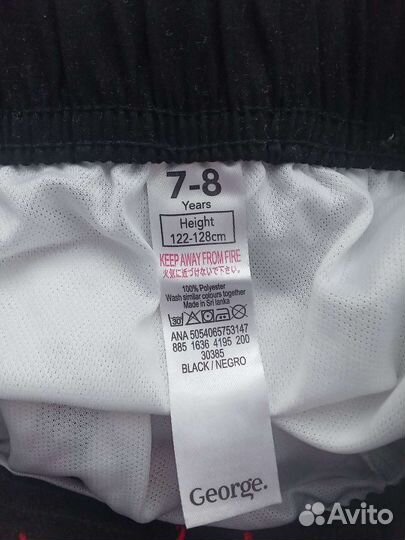 7-8
Years
Height
122-128cm
KEEP AWAY FROM FIRE
火気に近づけないで下さい。
100% Polyester
Wash similar colours together
Made in Sri lanka
30
ANA 5054065753147
885 1636 4195 200
30385
BLACK / NEGRO
George.
Avito